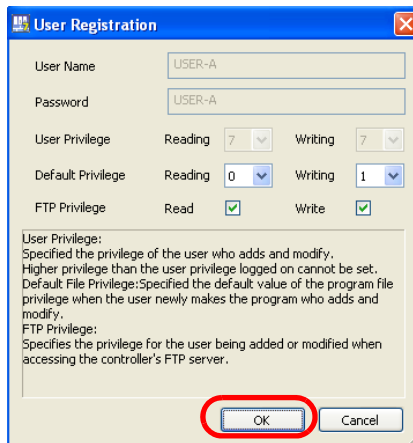 User Registration
User Name USER-A
Password USER-A
User Privilege Reading 7 Writing 7
Default Privilege Reading 0 Writing 1
FTP Privilege Read Write
User Privilege:
Specified the privilege of the user who adds and modify.
Higher privilege than the user privilege logged on cannot be set.
Default File Privilege:Specified the default value of the program file
privilege when the user newly makes the program who adds and
modify.
FTP Privilege:
Specifies the privilege for the user being added or modified when
accessing the controller's FTP server.
OK Cancel